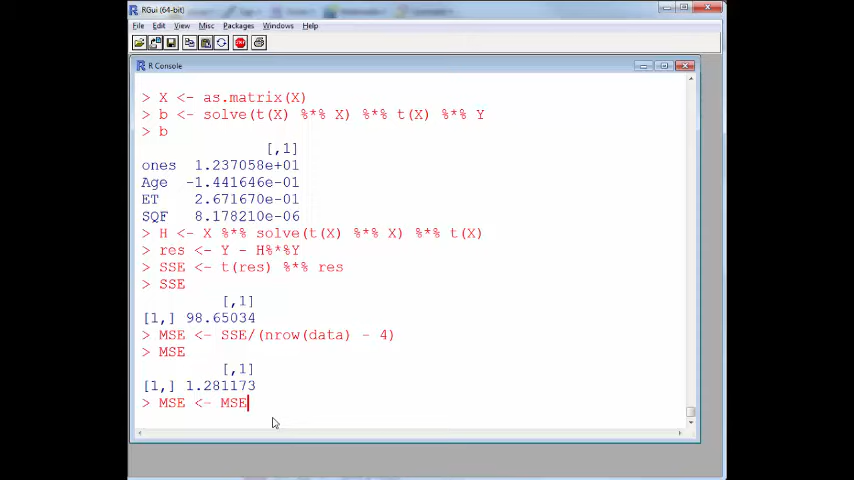 RGui (64-bit)
File Edit View Misc Packages Windows Help
R Console
> X <- as.matrix(X)
> b <- solve(t(X) %*% X) %*% t(X) %*% Y
> b
[,1]
ones 1.237058e+01
Age -1.441646e-01
ET 2.671670e-01
SQF 8.178210e-06
> H <- X %*% solve(t(X) %*% X) %*% t(X)
> res <- Y - H%*%Y
> SSE <- t(res) %*% res
> SSE
[,1]
[1,] 98.65034
> MSE <- SSE/(nrow(data) - 4)
> MSE
[,1]
[1,] 1.281173
> MSE <- MSE